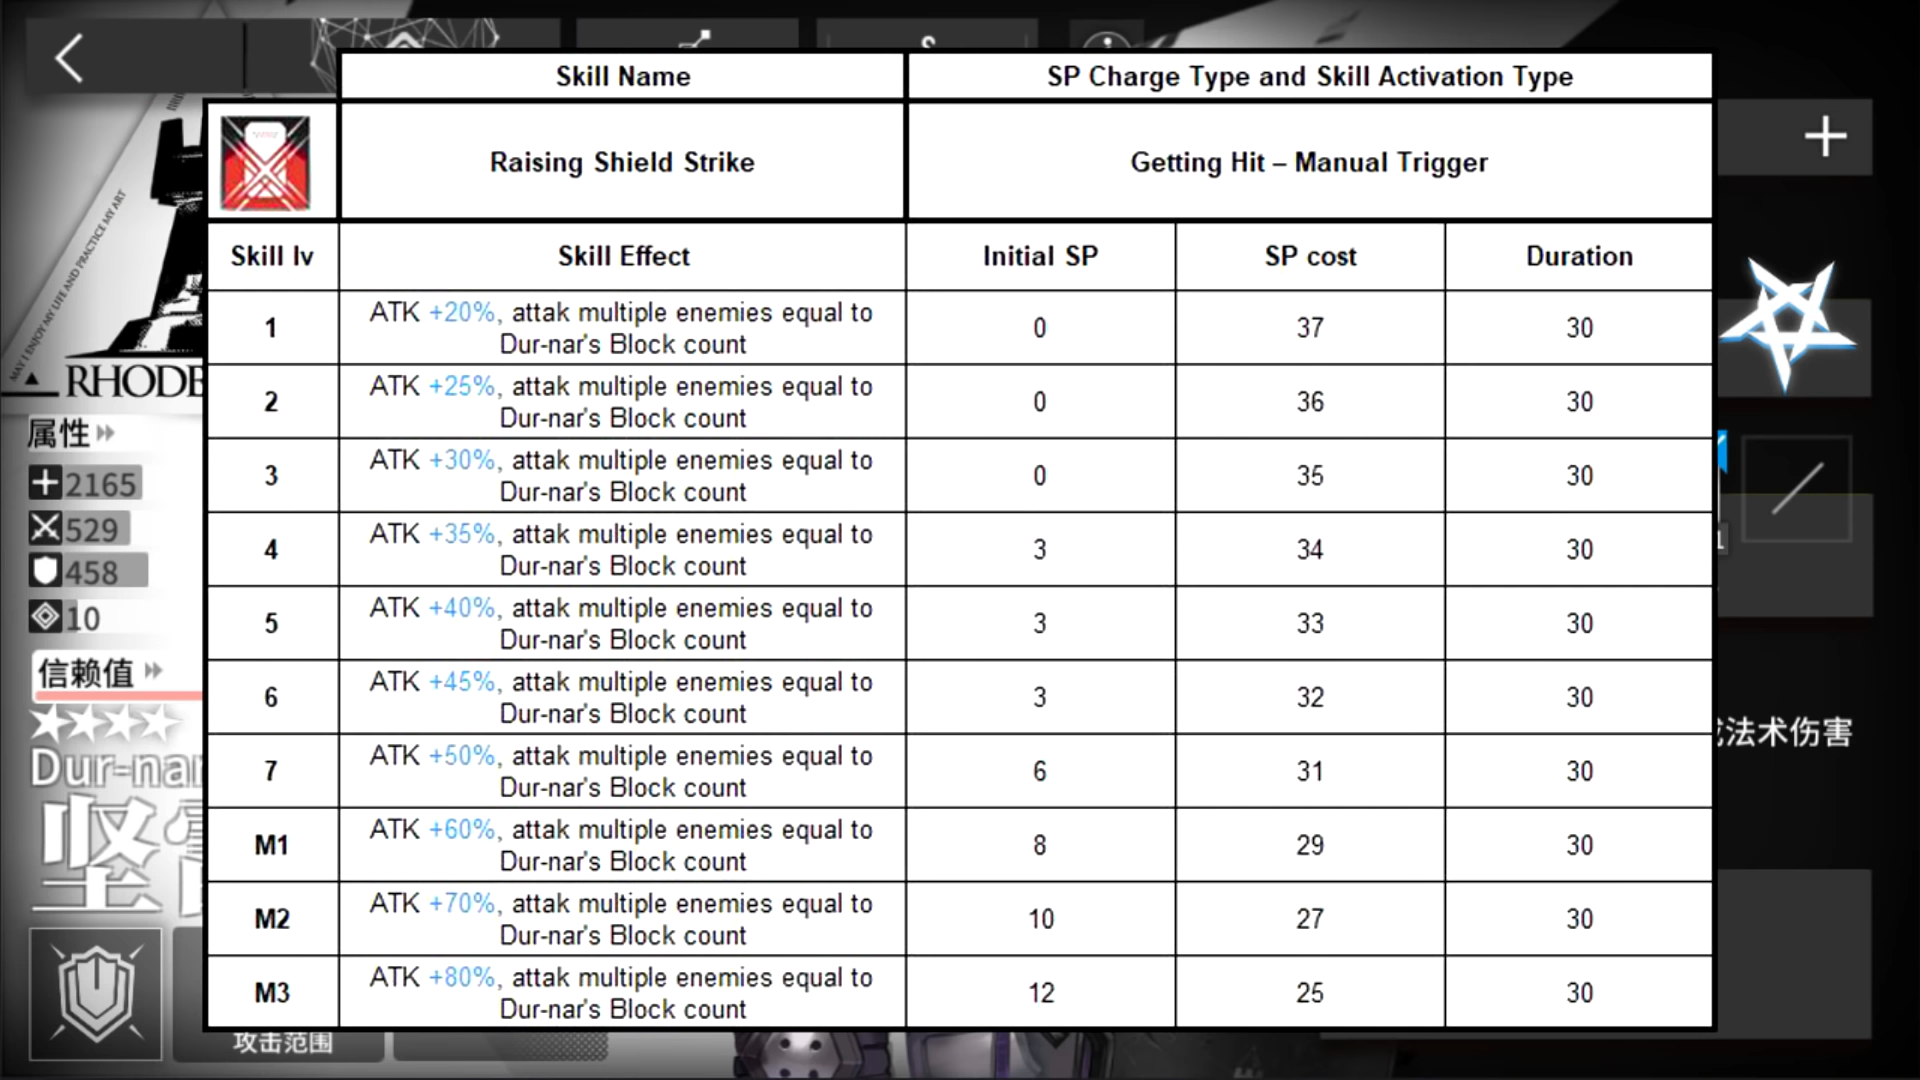 Skill Name
SP Charge Type and Skill Activation Type
Raising Shield Strike
Getting Hit – Manual Trigger
Skill lv
Skill Effect
Initial SP
SP cost
Duration
1
ATK +20%, attak multiple enemies equal to
Dur-nar's Block count
0
37
30
2
ATK +25%, attak multiple enemies equal to
Dur-nar's Block count
0
36
30
3
ATK +30%, attak multiple enemies equal to
Dur-nar's Block count
0
35
30
4
ATK +35%, attak multiple enemies equal to
Dur-nar's Block count
3
34
30
5
ATK +40%, attak multiple enemies equal to
Dur-nar's Block count
3
33
30
6
ATK +45%, attak multiple enemies equal to
Dur-nar's Block count
3
32
30
7
ATK +50%, attak multiple enemies equal to
Dur-nar's Block count
6
31
30
M1
ATK +60%, attak multiple enemies equal to
Dur-nar's Block count
8
29
30
M2
ATK +70%, attak multiple enemies equal to
Dur-nar's Block count
10
27
30
M3
ATK +80%, attak multiple enemies equal to
Dur-nar's Block count
12
25
30
MAY I ENJOY MY LIFE AND PRACTICE MY ART
RHODE
属性
2165
529
458
10
信赖值
Dur-nar
坚
攻击范围
法术伤害